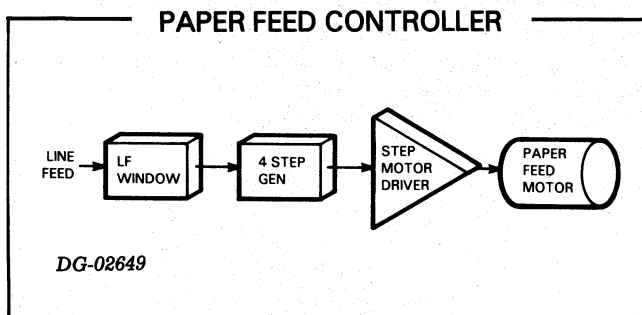 PAPER FEED CONTROLLER
LINE
FEED
LF
WINDOW
4 STEP
GEN
STEP
MOTOR
DRIVER
PAPER
FEED
MOTOR
DG-02649